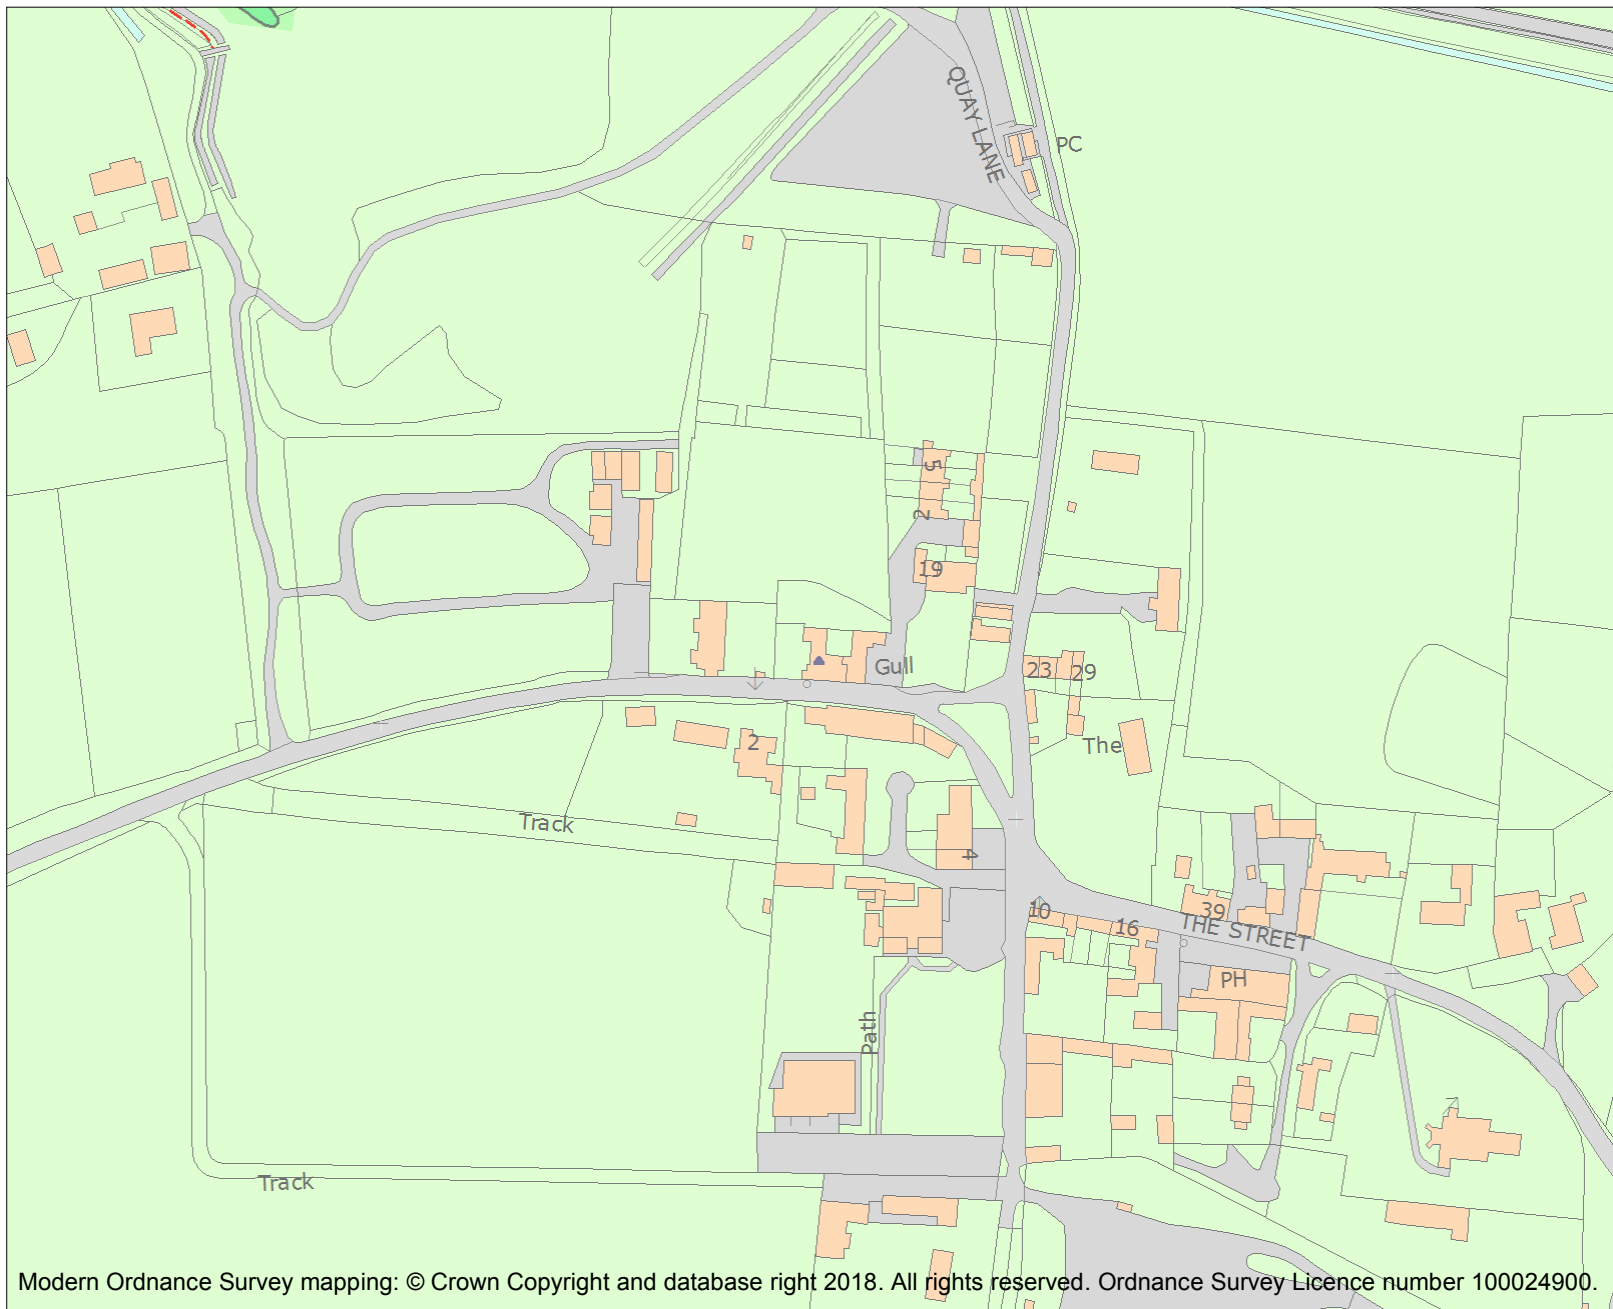 QUAY LANE
PC
5
2
19
Gull
23
29
2
The
Track
4
10
16
39
THE STREET
PH
Path
Track
Modern Ordnance Survey mapping: © Crown Copyright and database right 2018. All rights reserved. Ordnance Survey Licence number 100024900.